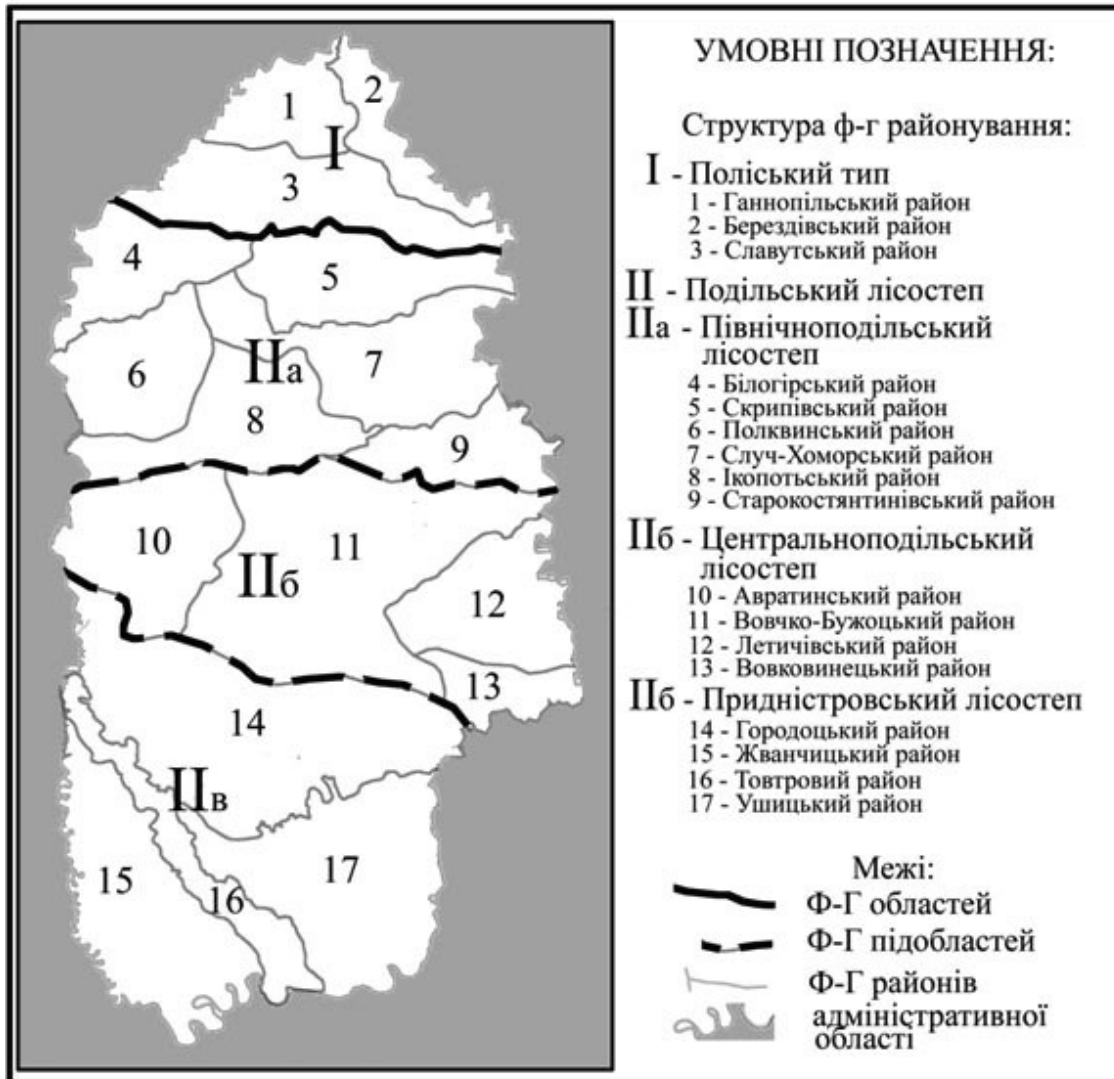 1
2
I
3
4
5
6
IIа
7
8
9
10
11
IIб
12
13
14
IIв
15
16
17
УМОВНІ ПОЗНАЧЕННЯ:
Структура ф-г районування:
I - Поліський тип
1 - Ганнопільський район
2 - Берездівський район
3 - Славутський район
II - Подільський лісостеп
IIа - Північноподільський
лісостеп
4 - Білогірський район
5 - Скрипівський район
6 - Полквинський район
7 - Случ-Хоморський район
8 - Ікопотьський район
9 - Старокостянтинівський район
IIб - Центральноподільський
лісостеп
10 - Авратинський район
11 - Вовчко-Бужоцький район
12 - Летичівський район
13 - Вовковинецький район
IIб - Придністровський лісостеп
14 - Городоцький район
15 - Жванчицький район
16 - Товтровий район
17 - Ушицький район
Межі:
Ф-Г областей
Ф-Г підобластей
Ф-Г районів
адміністративної
області